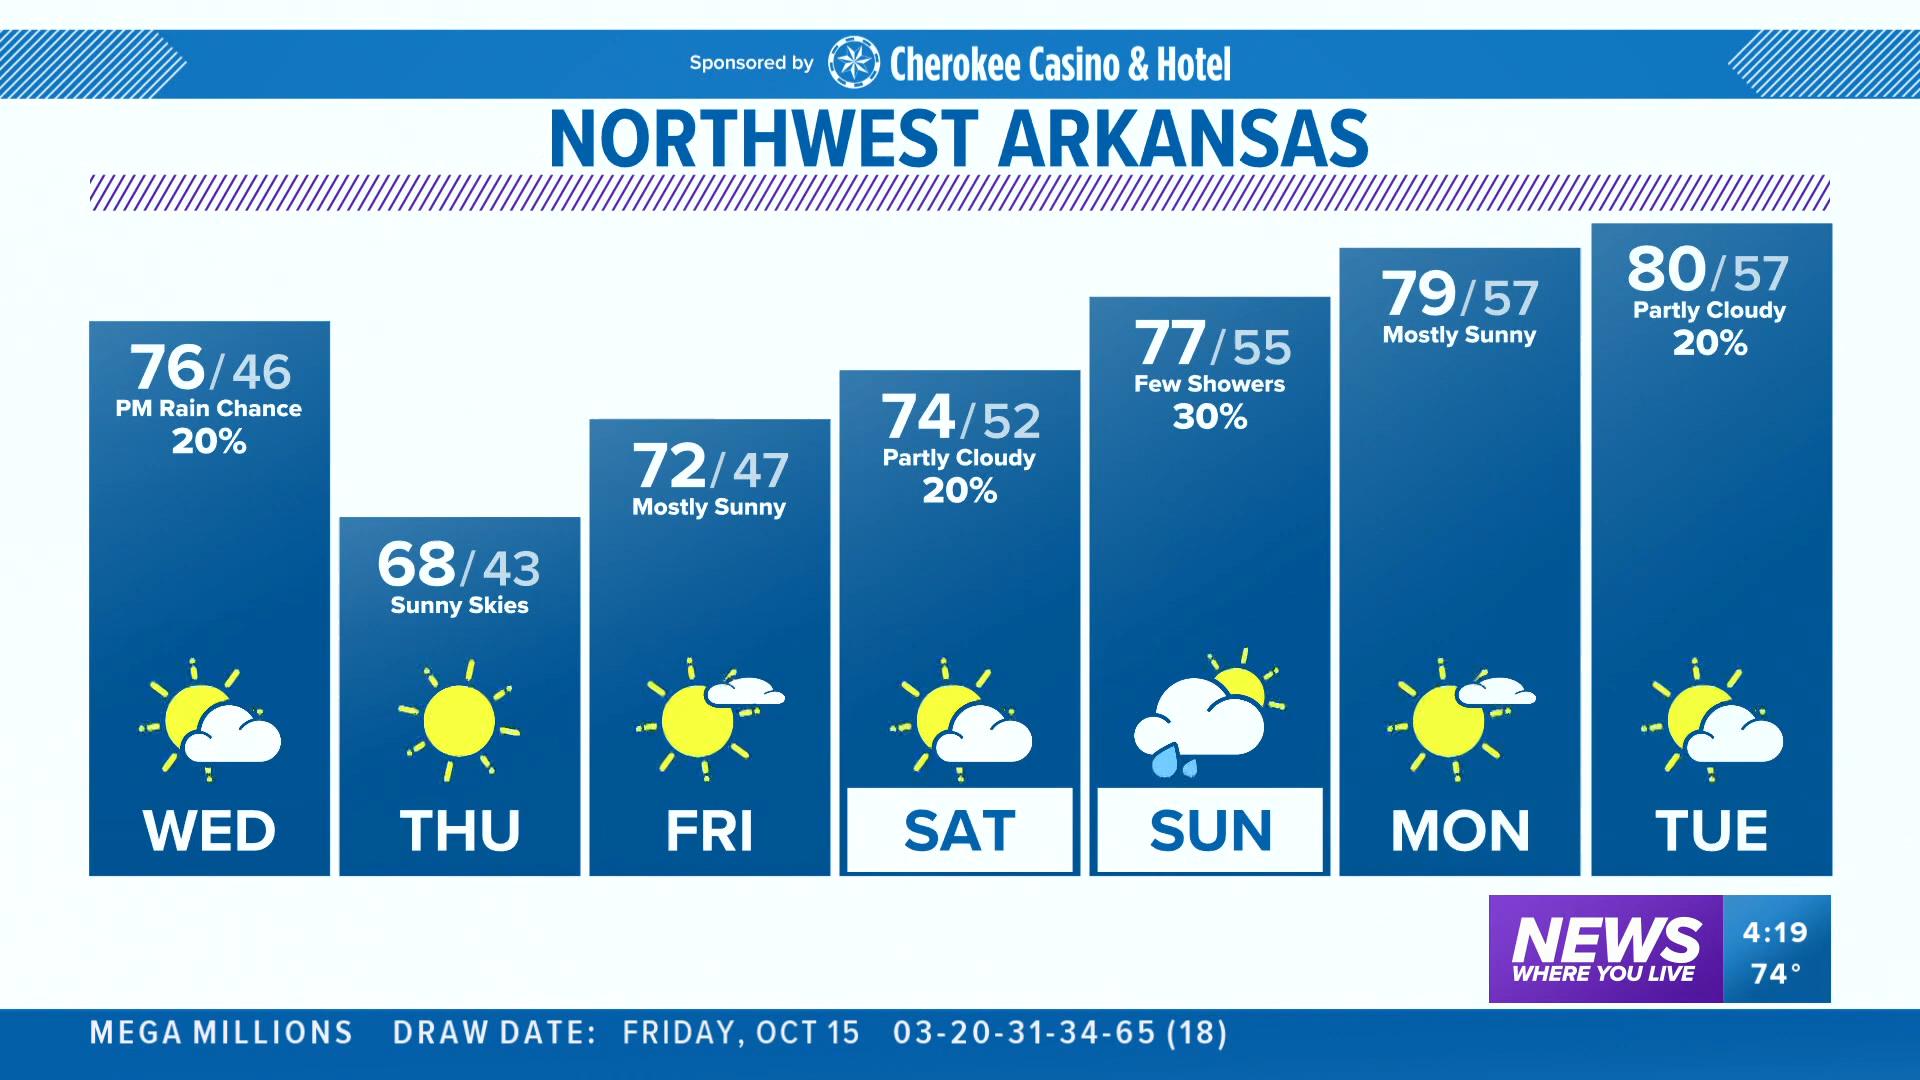 Sponsored by Cherokee Casino & Hotel
NORTHWEST ARKANSAS
76/46
PM Rain Chance
20%
WED
68/43
Sunny Skies
THU
72/47
Mostly Sunny
FRI
74/52
Partly Cloudy
20%
SAT
77/55
Few Showers
30%
SUN
79/57
Mostly Sunny
MON
80/57
Partly Cloudy
20%
TUE
NEWS
WHERE YOU LIVE
4:19
74°
MEGA MILLIONS DRAW DATE: FRIDAY, OCT 15 03-20-31-34-65 (18)